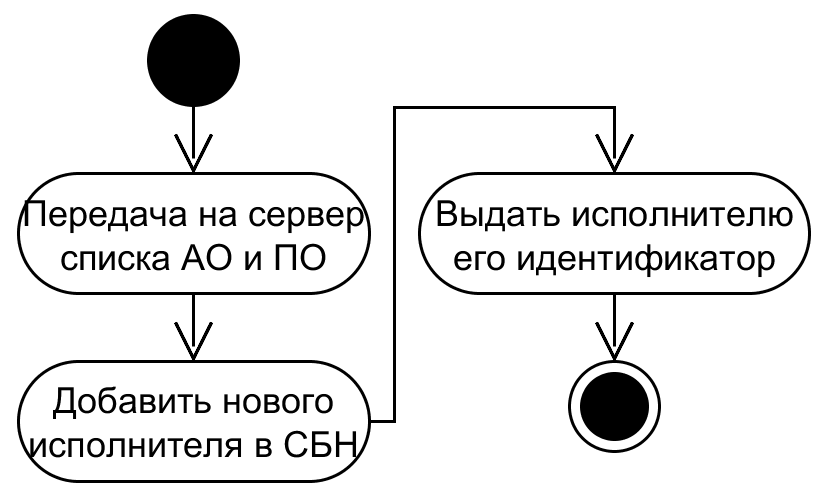 Передача на сервер
списка АО и ПО
Добавить нового
исполнителя в СБН
Выдать исполнителю
его идентификатор